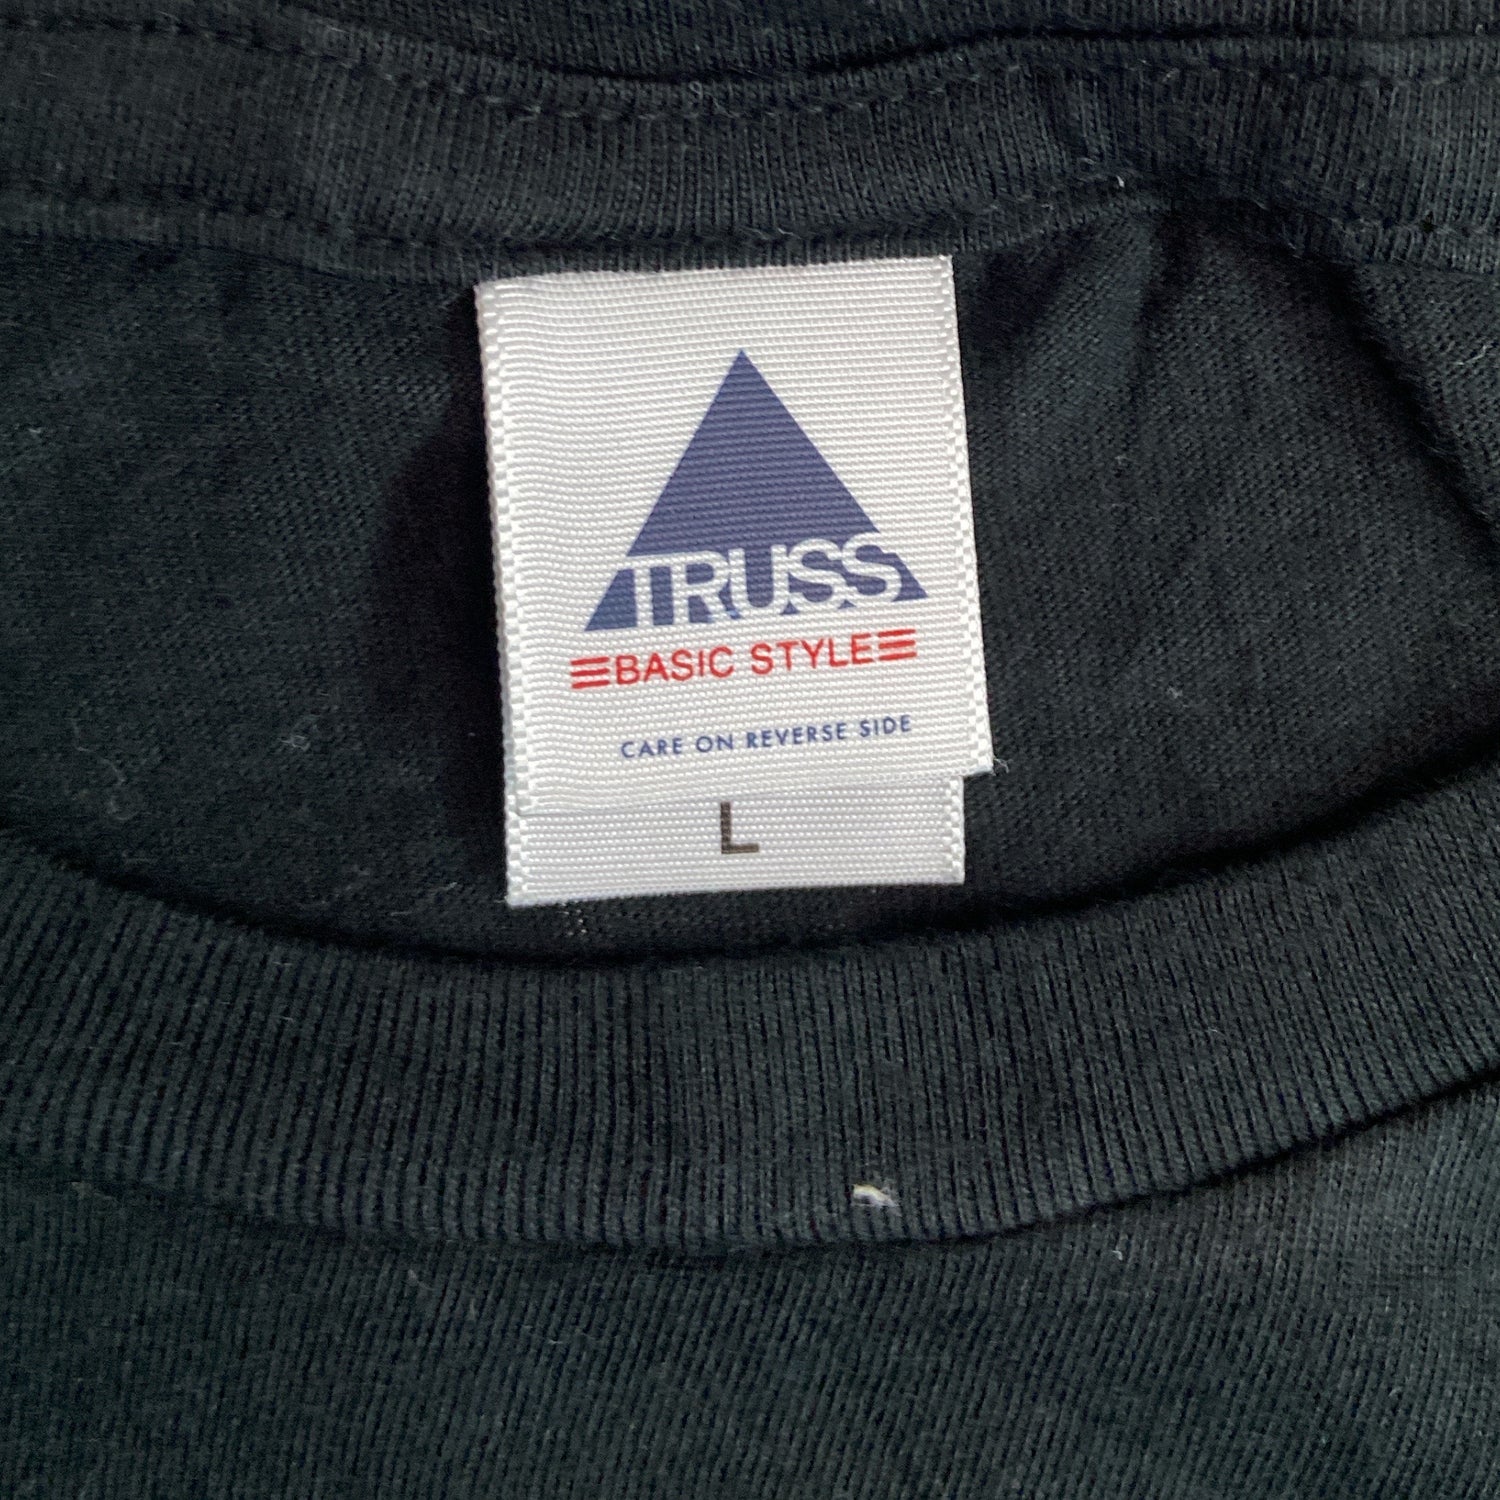 TRUSS
BASIC STYLE
CARE ON REVERSE SIDE
L